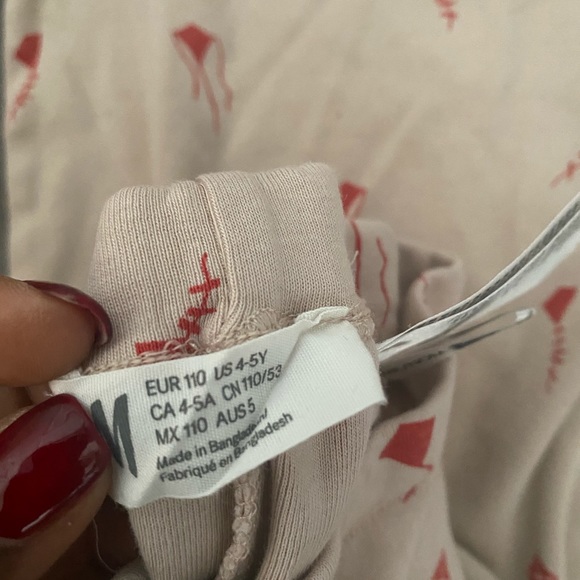 EUR 110 US 4-5Y
CA 4-5A CN 110/53
MX 110 AUS 5
Made in Bangladesh/
Fabriqué en Bangladesh